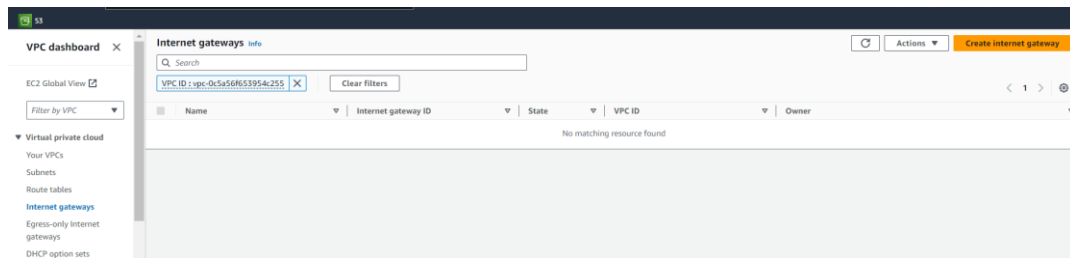 S3
VPC dashboard
EC2 Global View
Filter by VPC
Virtual private cloud
Your VPCs
Subnets
Route tables
Internet gateways
Egress-only Internet
gateways
DHCP option sets
Internet gateways Info
Actions
Create internet gateway
Search
VPC ID : vpc-0c5a56f653954c255
Clear filters
1
Name Internet gateway ID State VPC ID Owner
No matching resource found